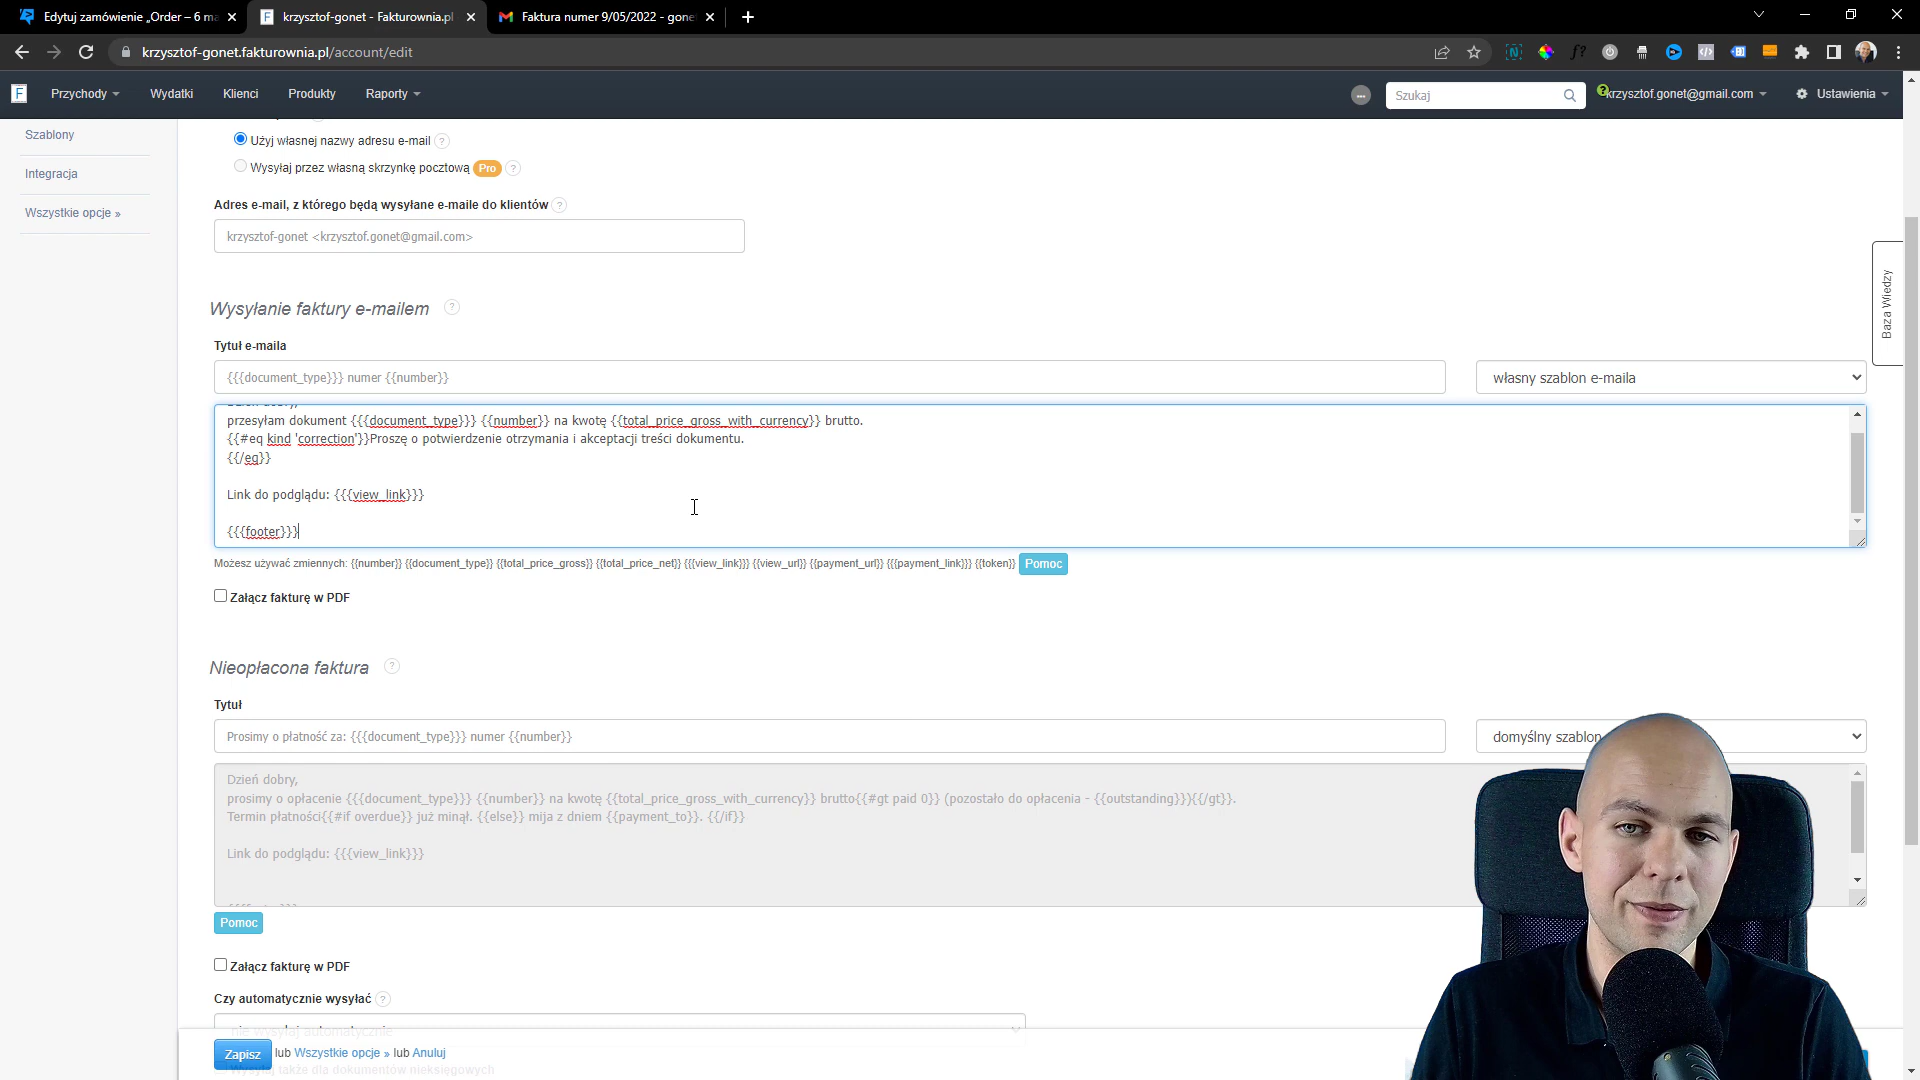 Edytuj zamówienie „Order – 6 ma
krzysztof-gonet - Fakturownia.pl
Faktura numer 9/05/2022 - gone
krzysztof-gonet.fakturownia.pl/account/edit
F Przychody Wydatki Klienci Produkty Raporty
Szukaj
krzysztof.gonet@gmail.com
Ustawienia
Szablony
Integracja
Wszystkie opcje »
Użyj własnej nazwy adresu e-mail ?
Wysyłaj przez własną skrzynkę pocztową Pro ?
Adres e-mail, z którego będą wysyłane e-maile do klientów ?
krzysztof-gonet <krzysztof.gonet@gmail.com>
Baza Wiedzy
Wysyłanie faktury e-mailem ?
Tytuł e-maila
{{{document_type}}} numer {{number}}
własny szablon e-maila
przesyłam dokument {{{document_type}}} {{number}} na kwotę {{total_price_gross_with_currency}} brutto.
{{#eq kind 'correction'}}Proszę o potwierdzenie otrzymania i akceptacji treści dokumentu.
{{/eq}}
Link do podglądu: {{{view_link}}}
{{{footer}}}
Możesz używać zmiennych: {{number}} {{document_type}} {{total_price_gross}} {{total_price_net}} {{{view_link}}} {{view_url}} {{payment_url}} {{{payment_link}}} {{token}} Pomoc
Załącz fakturę w PDF
Nieopłacona faktura ?
Tytuł
Prosimy o płatność za: {{{document_type}}} numer {{number}}
domyślny szablon
Dzień dobry,
prosimy o opłacenie {{{document_type}}} {{number}} na kwotę {{total_price_gross_with_currency}} brutto{{#gt paid 0}} (pozostało do opłacenia - {{outstanding}}){{/gt}}.
Termin płatności{{#if overdue}} już minął. {{else}} mija z dniem {{payment_to}}. {{/if}}
Link do podglądu: {{{view_link}}}
Pomoc
Załącz fakturę w PDF
Czy automatycznie wysyłać ?
nie wysyłaj automatycznie
Zapisz lub Wszystkie opcje » lub Anuluj
Wysyłaj także dla dokumentów nieksięgowych